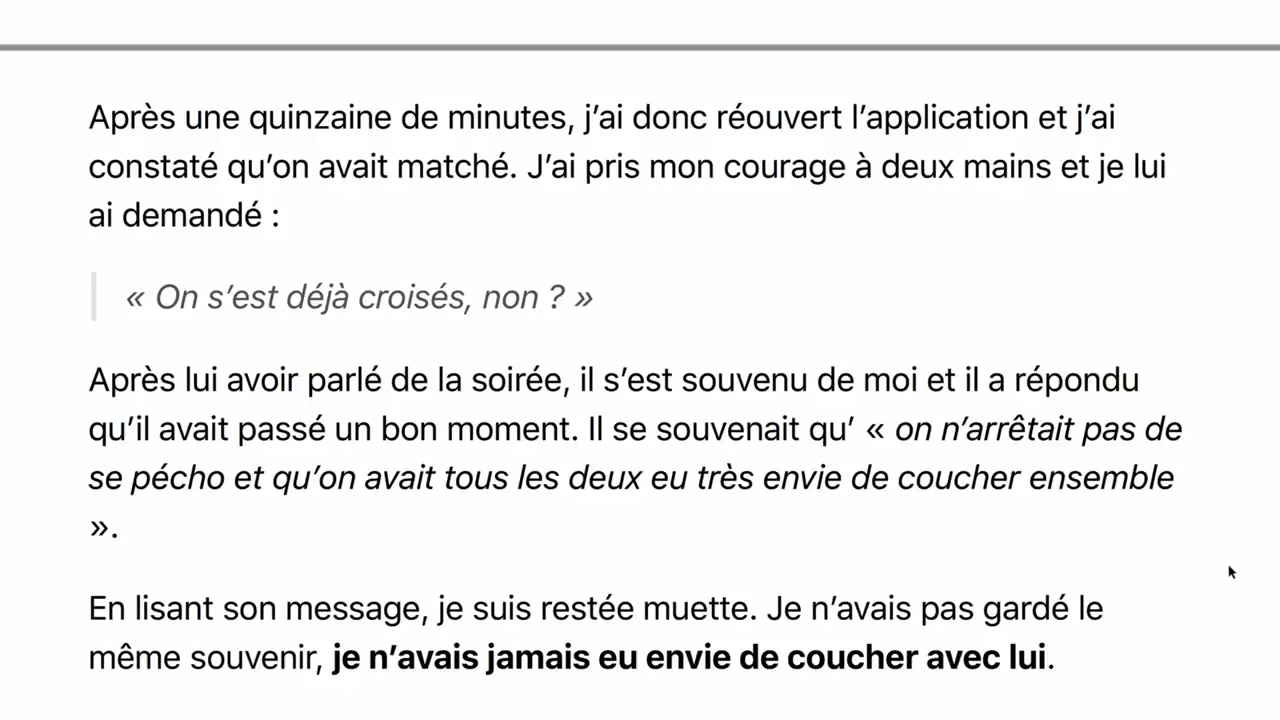 Après une quinzaine de minutes, j’ai donc réouvert l’application et j’ai
constaté qu’on avait matché. J’ai pris mon courage à deux mains et je lui
ai demandé :
« On s’est déjà croisés, non ? »
Après lui avoir parlé de la soirée, il s’est souvenu de moi et il a répondu
qu’il avait passé un bon moment. Il se souvenait qu’ « on n’arrêtait pas de
se pécho et qu’on avait tous les deux eu très envie de coucher ensemble
».
En lisant son message, je suis restée muette. Je n’avais pas gardé le
même souvenir, je n’avais jamais eu envie de coucher avec lui.